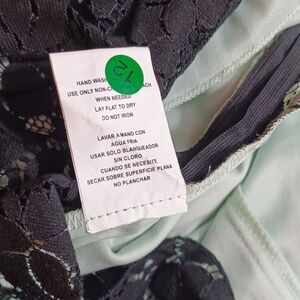 12
HAND WASH
USE ONLY NON-C
WHEN NEEDED
LAY FLAT TO DRY
DO NOT IRON
LAVAR A MANO CON
AGUA FRIA
USAR SOLO BLANQUEADOR
SIN GLORO
CUANDO SE NECESITE
SECAR SOBRE SUPERFICIE PLANA
NO PLANCHAR